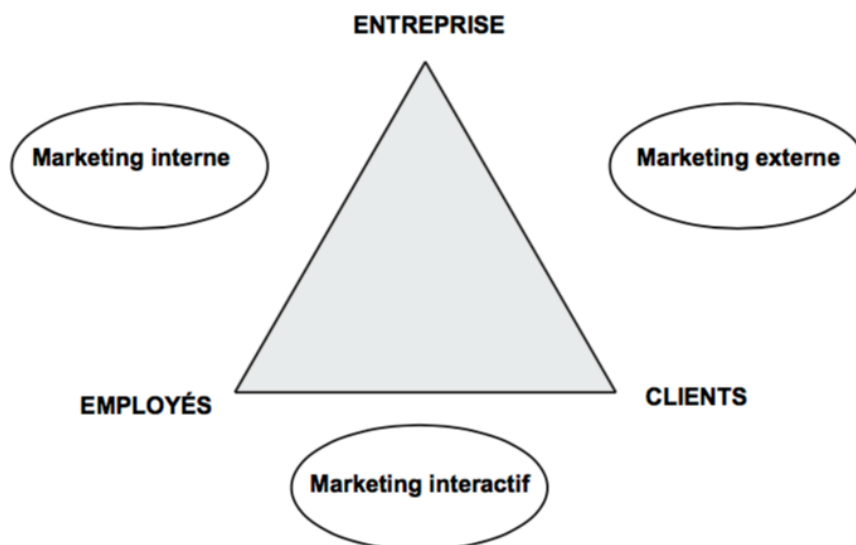 ENTREPRISE
Marketing interne
Marketing externe
EMPLOYÉS
CLIENTS
Marketing interactif